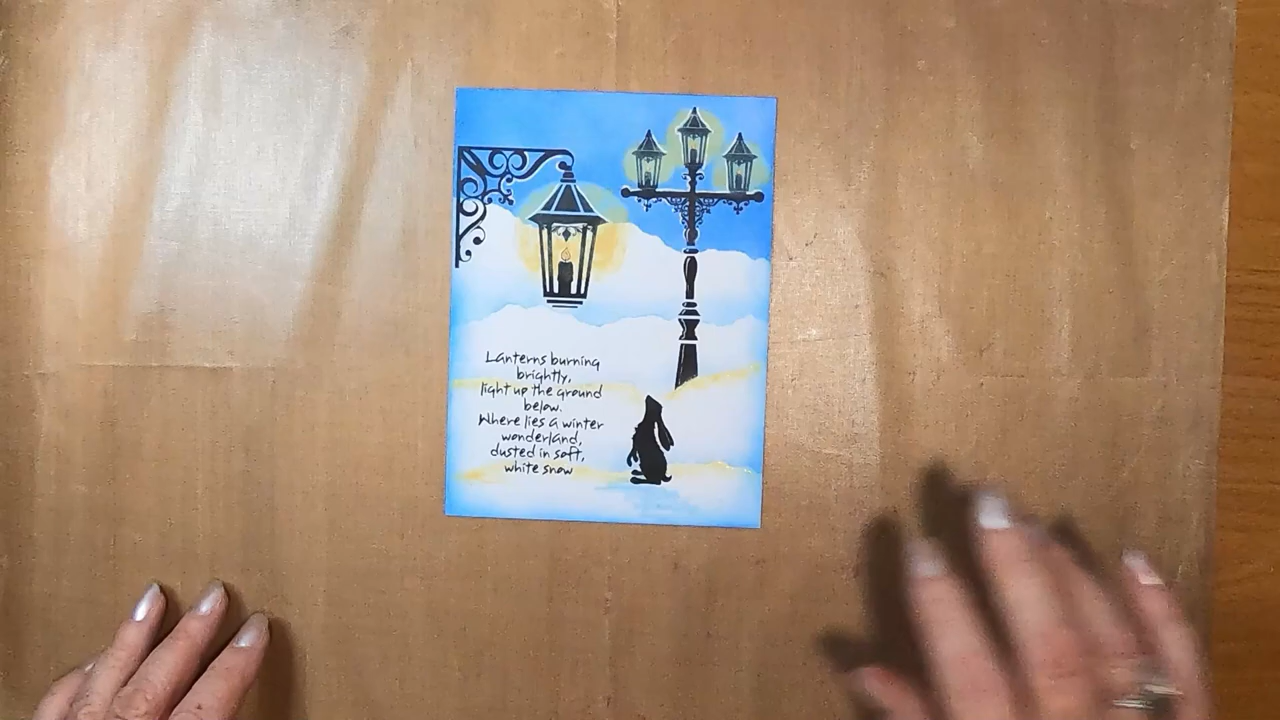 Lanterns burning
brightly,
light up the ground
below.
Where lies a winter
wonderland,
dusted in soft,
white snow